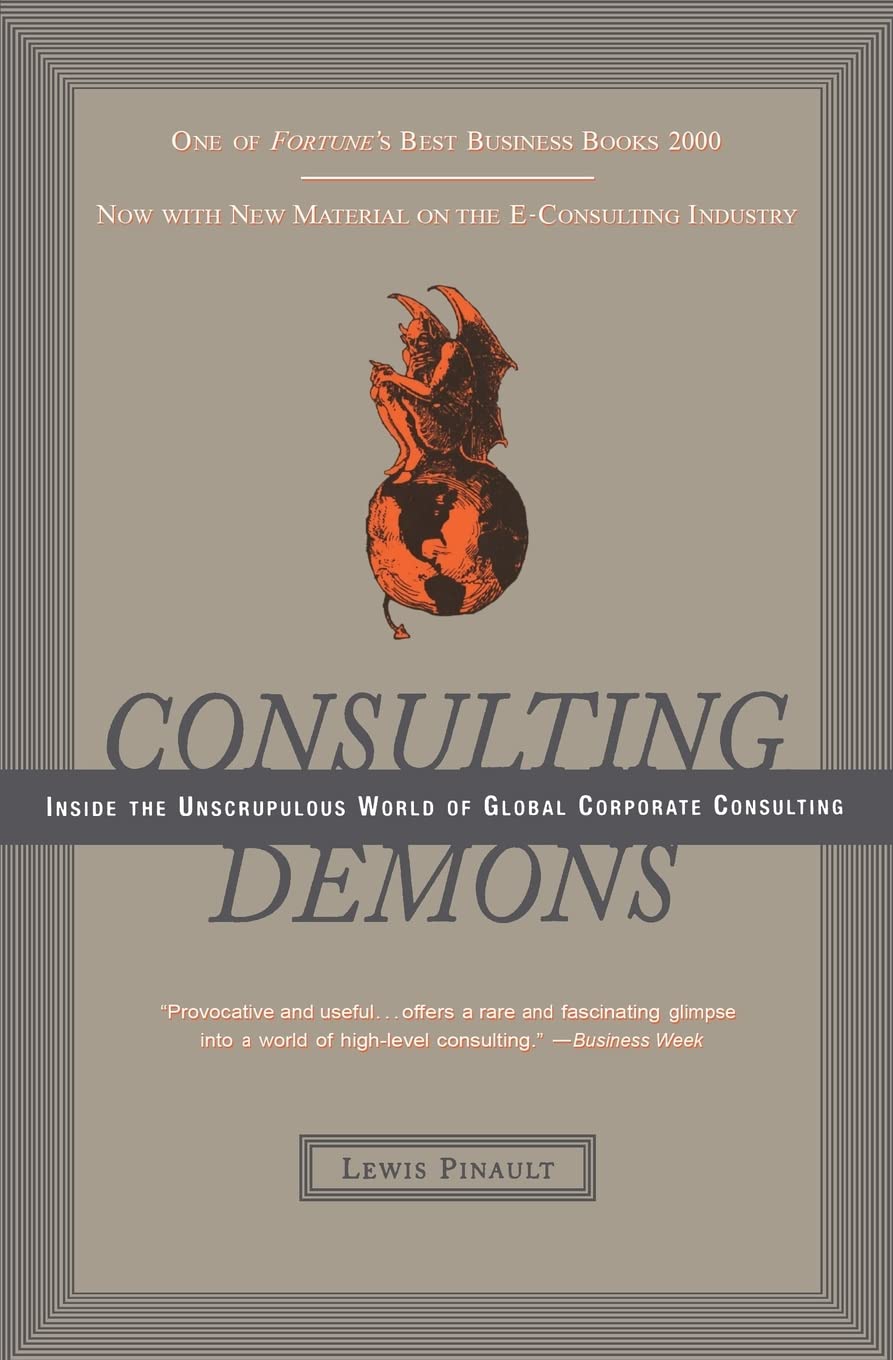 One of Fortune's Best Business Books 2000
Now with New Material on the E-Consulting Industry
CONSULTING
Inside the Unscrupulous World of Global Corporate Consulting
DEMONS
“Provocative and useful...offers a rare and fascinating glimpse
into a world of high-level consulting.” —Business Week
Lewis Pinault